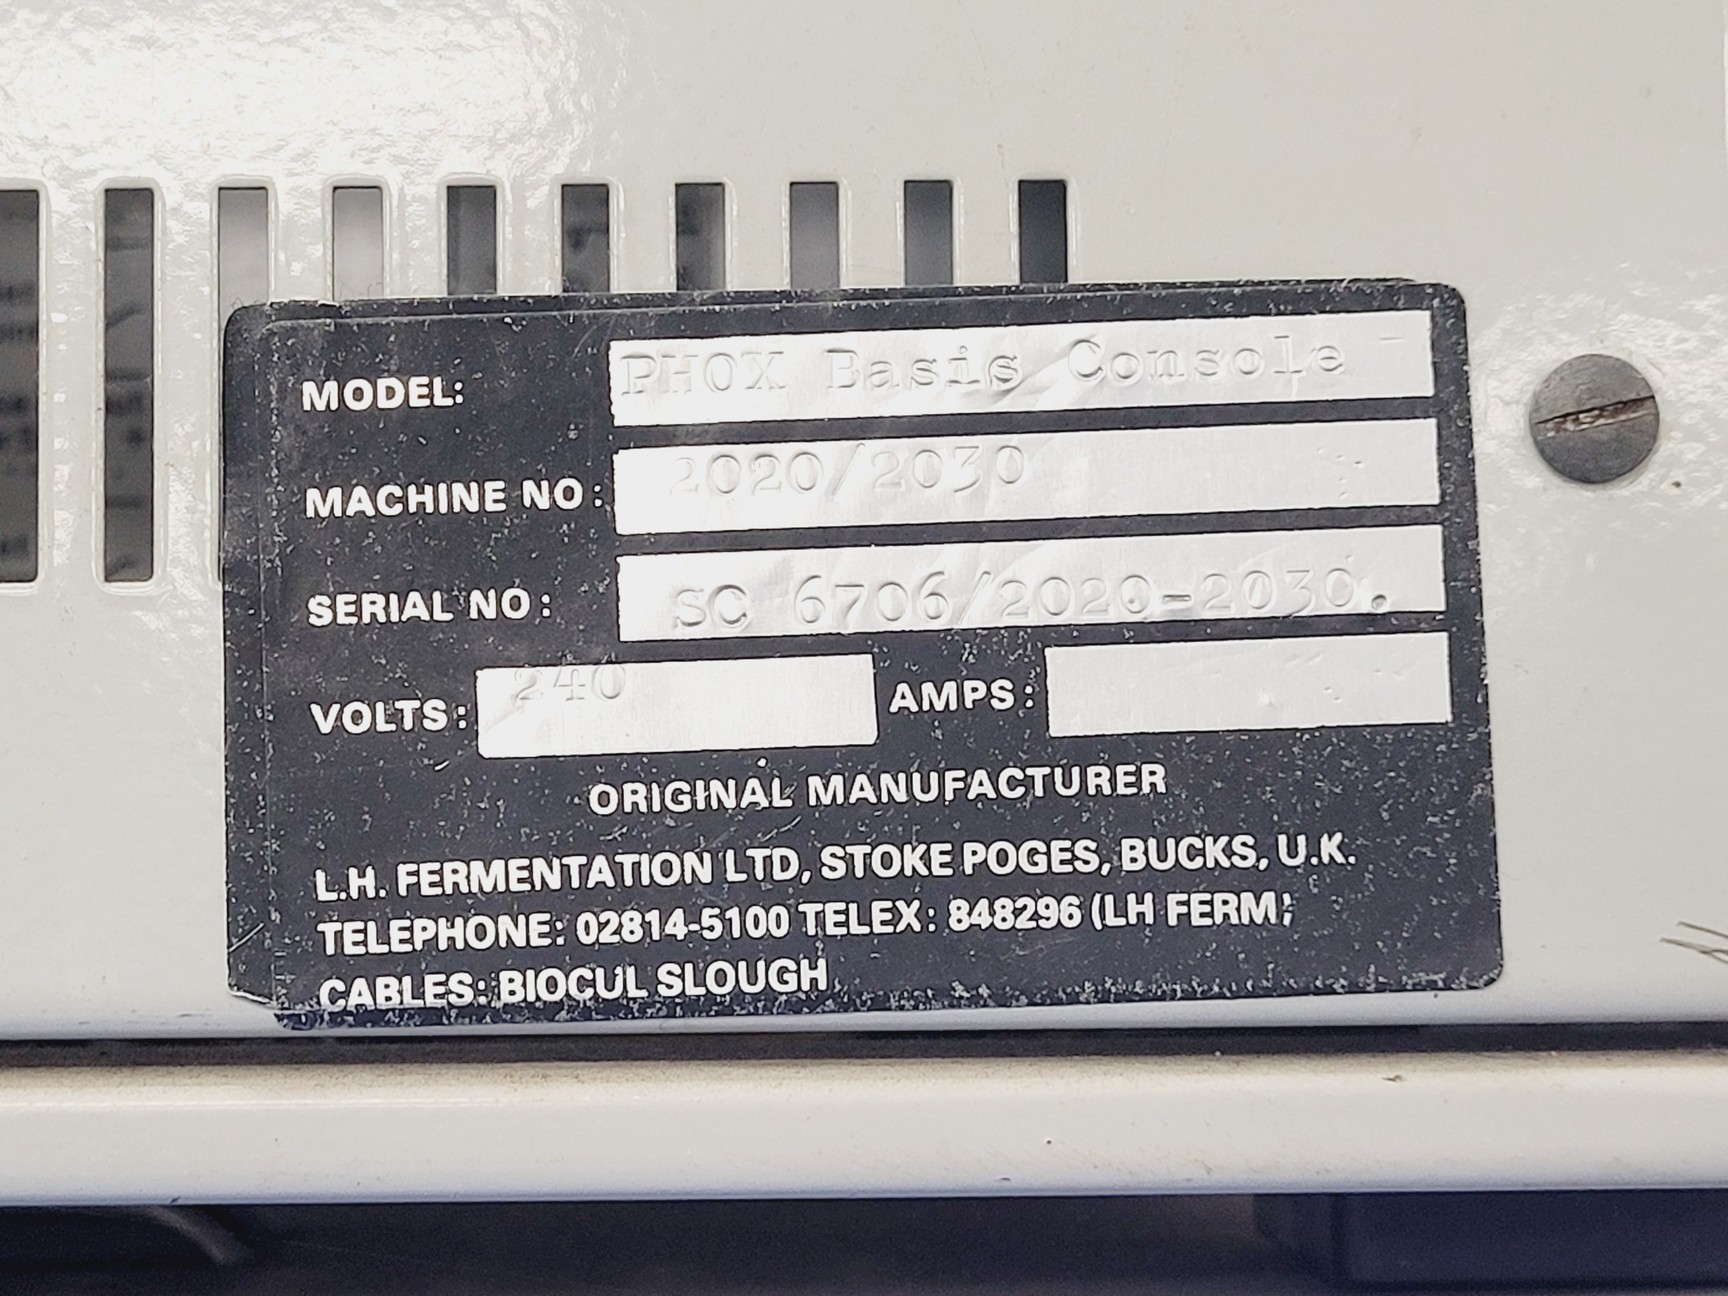 MODEL: PHOX Basis Console -
MACHINE NO: 2020/2030
SERIAL NO: SC 6706/2020-2030.
VOLTS: 240 AMPS:
ORIGINAL MANUFACTURER
L.H. FERMENTATION LTD, STOKE POGES, BUCKS, U.K.
TELEPHONE: 02814-5100 TELEX: 848296 (LH FERM)
CABLES: BIOCUL SLOUGH